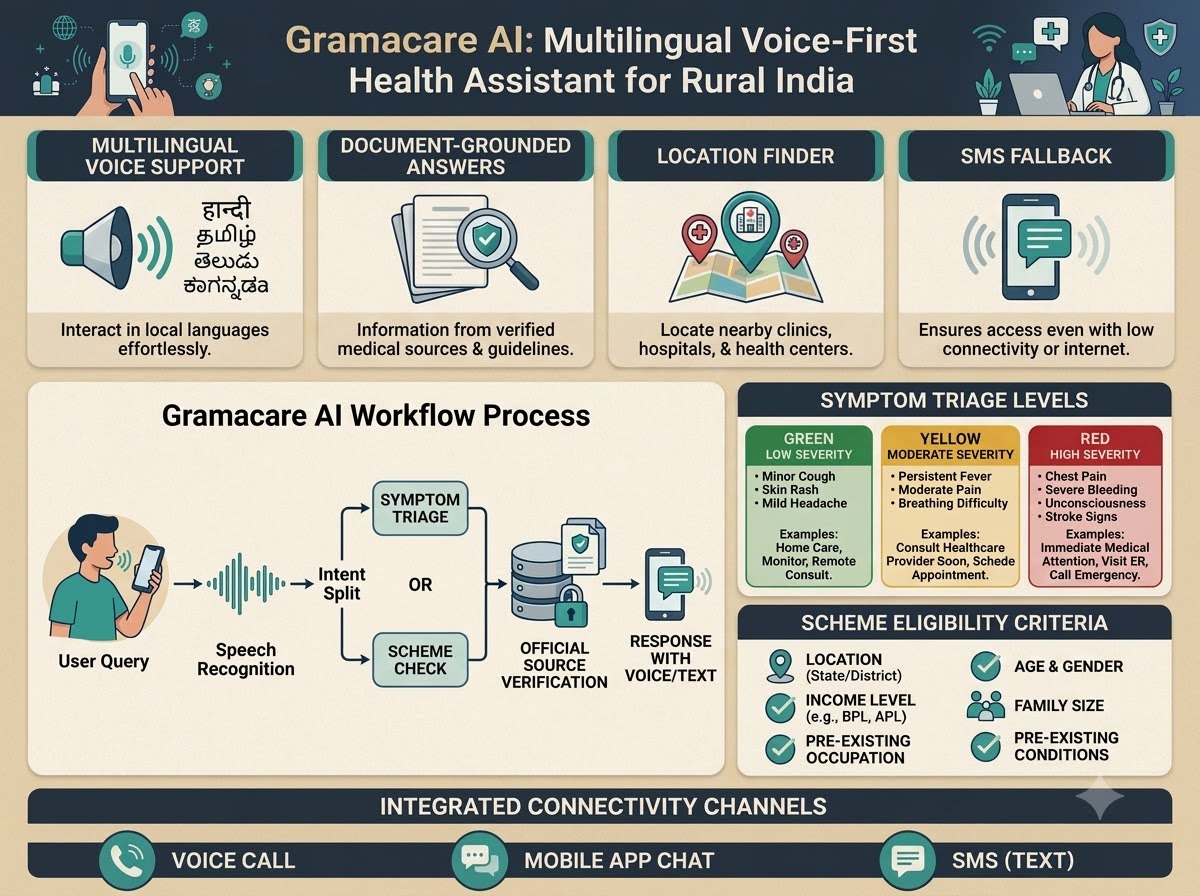 Gramacare AI: Multilingual Voice-First
Health Assistant for Rural India
MULTILINGUAL
VOICE SUPPORT
हान्दी
தமிழ்
తెలుడు
ಕಾಗನ್ನಡa
Interact in local languages
effortlessly.
DOCUMENT-GROUNDED
ANSWERS
Information from verified
medical sources & guidelines.
LOCATION FINDER
Locate nearby clinics,
hospitals, & health centers.
SMS FALLBACK
Ensures access even with low
connectivity or internet.
Gramacare AI Workflow Process
User Query
Speech
Recognition
Intent
Split
SYMPTOM
TRIAGE
OR
SCHEME
CHECK
OFFICIAL
SOURCE
VERIFICATION
RESPONSE
WITH
VOICE/TEXT
SYMPTOM TRIAGE LEVELS
GREEN
LOW SEVERITY
• Minor Cough
• Skin Rash
• Mild Headache
Examples:
Home Care,
Monitor, Remote
Consult.
YELLOW
MODERATE SEVERITY
• Persistent Fever
• Moderate Pain
• Breathing Difficulty
Examples:
Consult Healthcare
Provider Soon, Schede
Appointment.
RED
HIGH SEVERITY
• Chest Pain
• Severe Bleeding
• Unconsciousness
• Stroke Signs
Examples:
Immediate Medical
Attention, Visit ER,
Call Emergency.
SCHEME ELIGIBILITY CRITERIA
LOCATION
(State/District)
INCOME LEVEL
(e.g., BPL, APL)
PRE-EXISTING
OCCUPATION
AGE & GENDER
FAMILY SIZE
PRE-EXISTING
CONDITIONS
INTEGRATED CONNECTIVITY CHANNELS
VOICE CALL
MOBILE APP CHAT
SMS (TEXT)